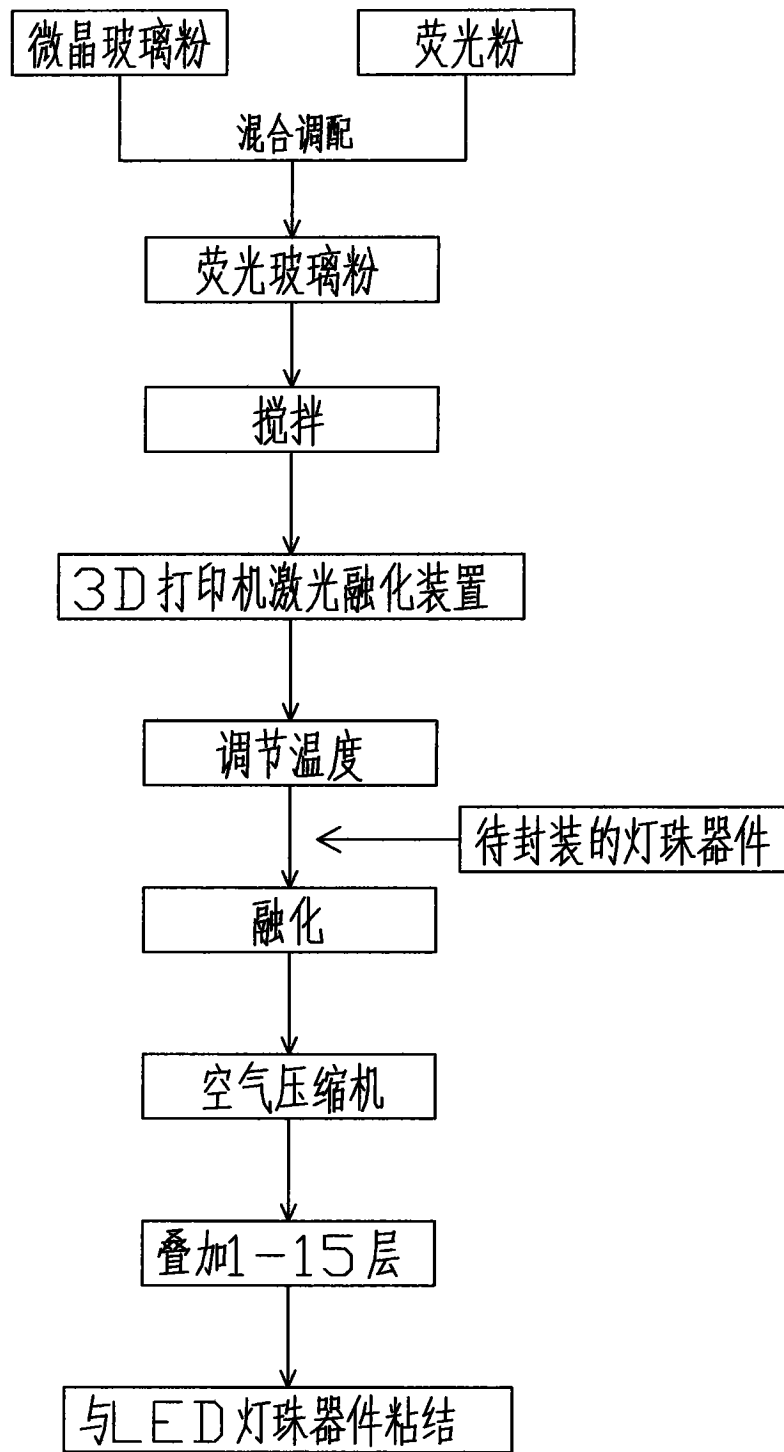 微晶玻璃粉
荧光粉
混合调配
荧光玻璃粉
搅拌
3D打印机激光融化装置
调节温度
待封装的灯珠器件
融化
空气压缩机
叠加1-15层
与LED灯珠器件粘结